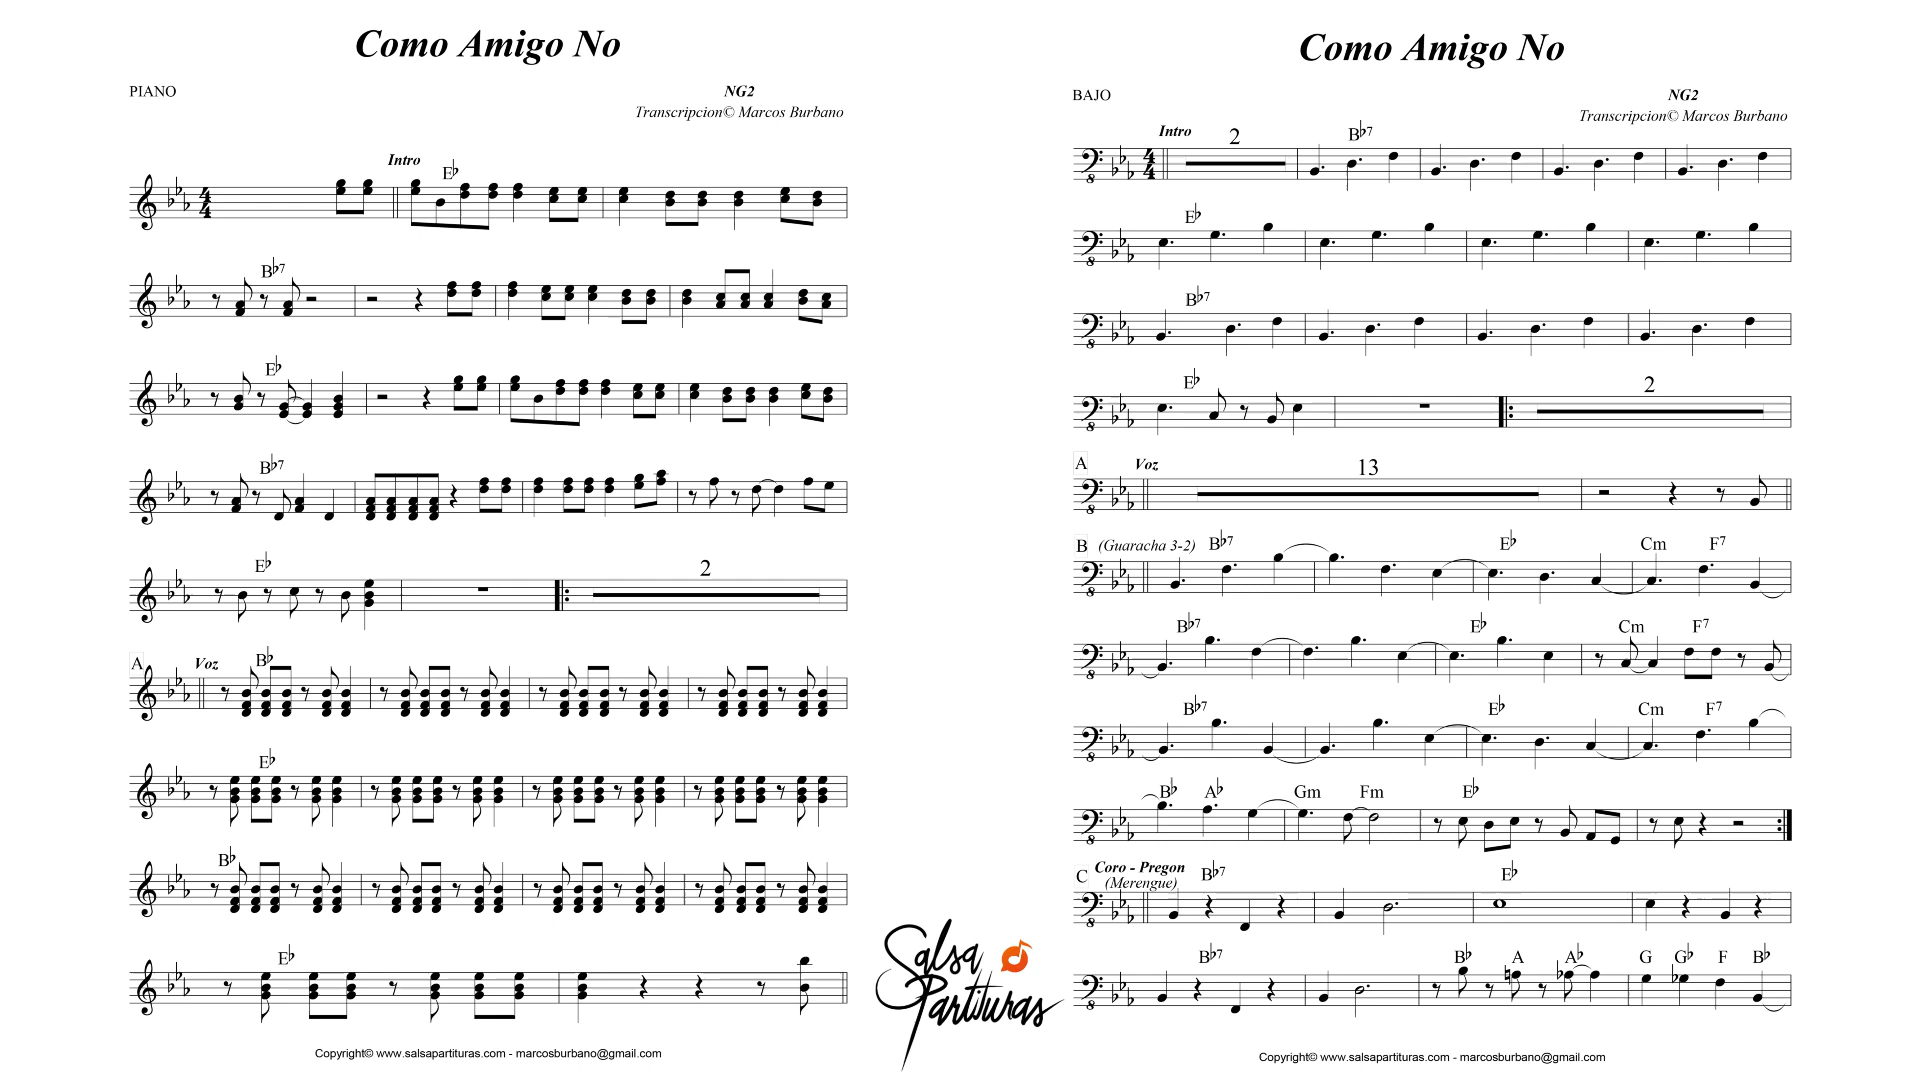 Como Amigo No
PIANO
NG2
Transcripcion© Marcos Burbano
Intro
E♭
B♭7
E♭
B♭7
E♭
2
A Voz B♭
E♭
B♭
E♭
Copyright© www.salsapartituras.com - marcosburbano@gmail.com
Salsa Partituras
Como Amigo No
BAJO
NG2
Transcripcion© Marcos Burbano
Intro 2 B♭7
E♭
B♭7
E♭ 2
A Voz 13
B (Guaracha 3-2) B♭7 E♭ Cm F7
B♭7 E♭ Cm F7
B♭7 E♭ Cm F7
B♭ A♭ Gm Fm E♭
C Coro - Pregon B♭7 E♭
(Merengue)
B♭7 B♭ A A♭ G G♭ F B♭
Copyright© www.salsapartituras.com - marcosburbano@gmail.com